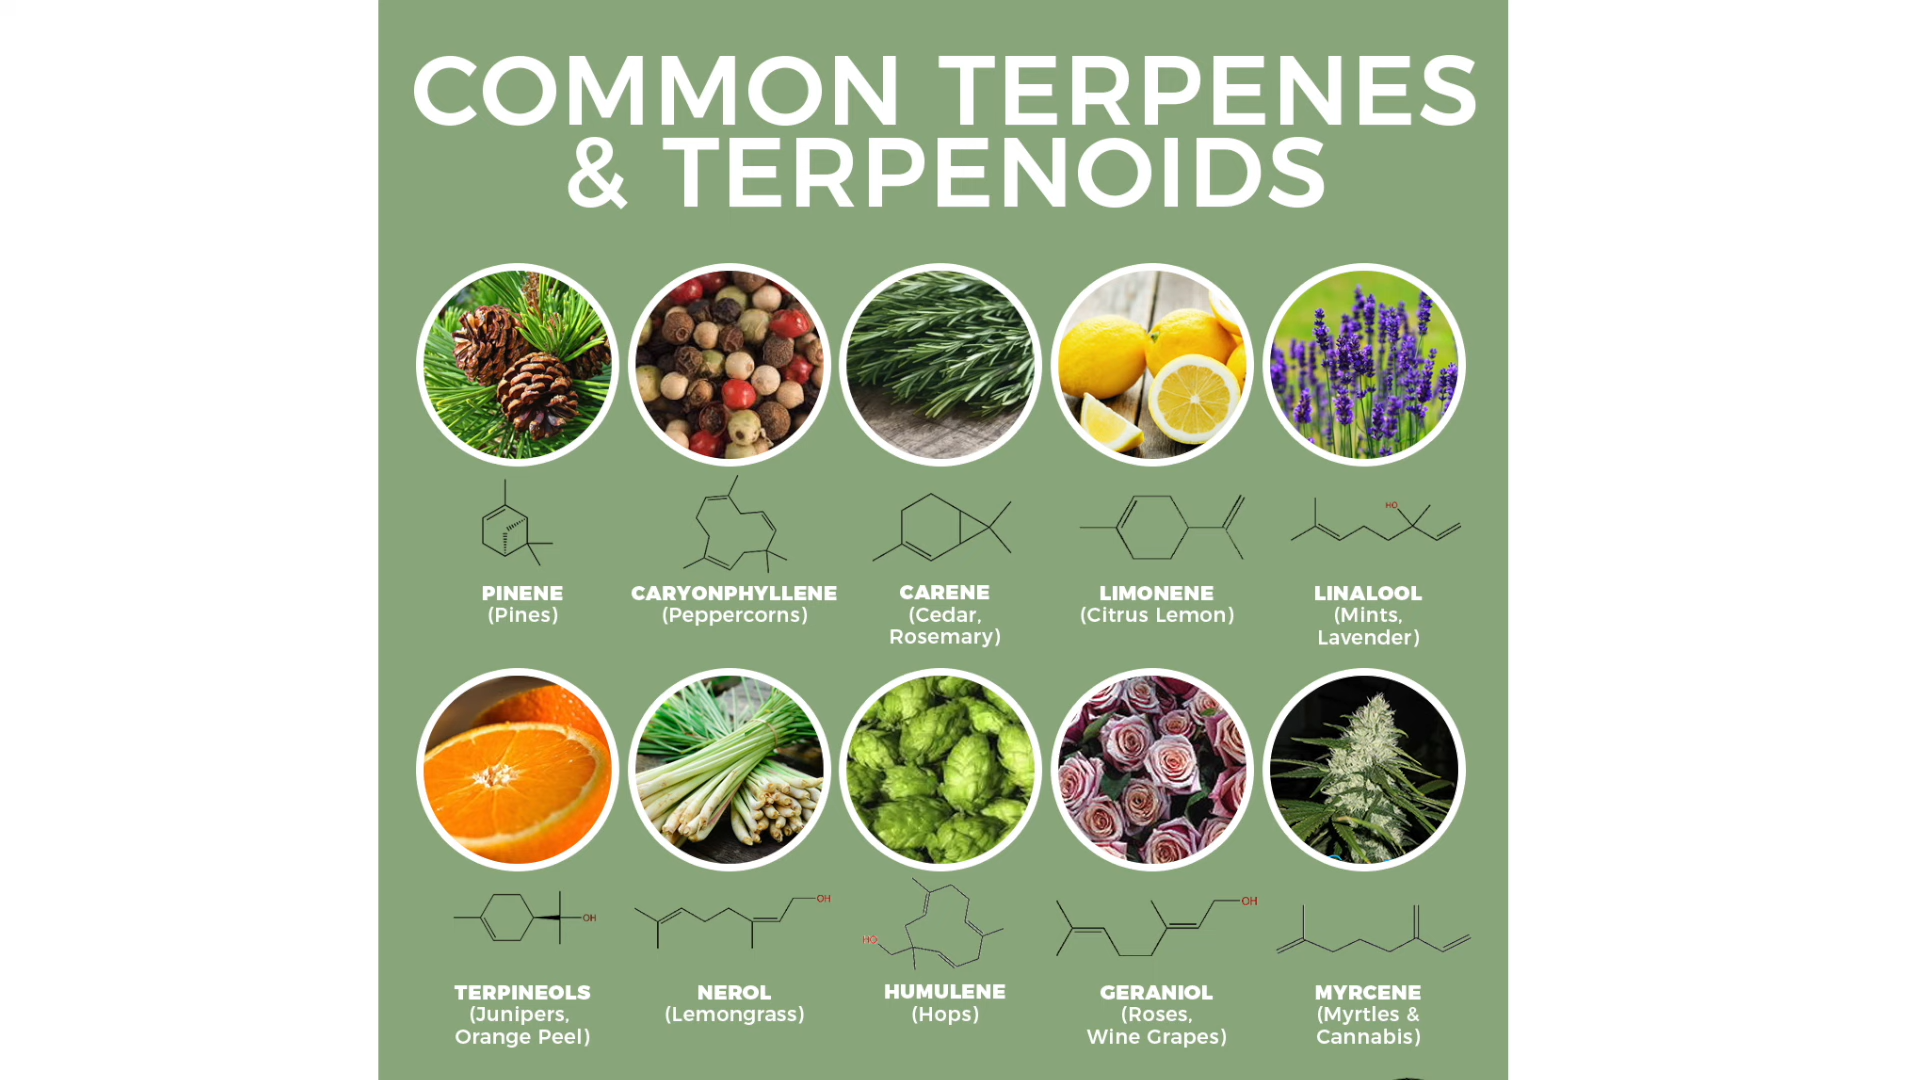 COMMON TERPENES
& TERPENOIDS
HO
PINENE
(Pines)
CARYONPHYLLENE
(Peppercorns)
CARENE
(Cedar,
Rosemary)
LIMONENE
(Citrus Lemon)
LINALOOL
(Mints,
Lavender)
OH
OH
HO
OH
TERPINEOLS
(Junipers,
Orange Peel)
NEROL
(Lemongrass)
HUMULENE
(Hops)
GERANIOL
(Roses,
Wine Grapes)
MYRCENE
(Myrtles &
Cannabis)